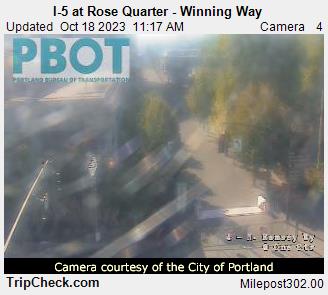 I-5 at Rose Quarter - Winning Way
Updated Oct 18 2023 11:17 AM Camera 4
PBOT
PORTLAND BUREAU OF TRANSPORTATION
Camera courtesy of the City of Portland
TripCheck.com Milepost302.00